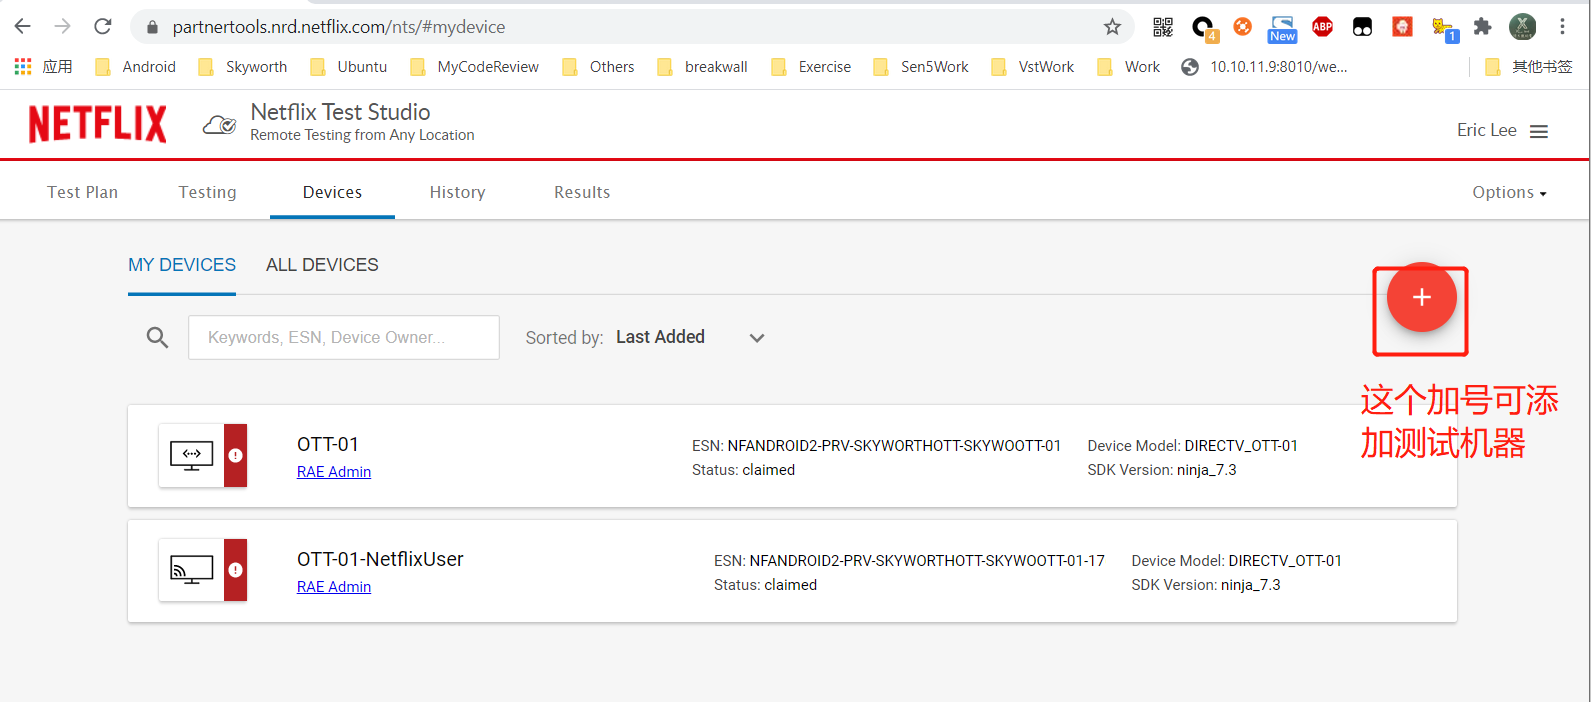 partnertools.nrd.netflix.com/nts/#mydevice
4
New
ABP
1
应用 Android Skyworth Ubuntu MyCodeReview Others breakwall Exercise Sen5Work VstWork Work 10.10.11.9:8010/we... 其他书签
NETFLIX
Netflix Test Studio
Remote Testing from Any Location
Eric Lee
Test Plan Testing Devices History Results Options
MY DEVICES ALL DEVICES
+
Keywords, ESN, Device Owner... Sorted by: Last Added
这个加号可添
加测试机器
OTT-01
RAE Admin
ESN: NFANDROID2-PRV-SKYWORTHOTT-SKYWOOTT-01
Status: claimed
Device Model: DIRECTV_OTT-01
SDK Version: ninja_7.3
OTT-01-NetflixUser
RAE Admin
ESN: NFANDROID2-PRV-SKYWORTHOTT-SKYWOOTT-01-17
Status: claimed
Device Model: DIRECTV_OTT-01
SDK Version: ninja_7.3